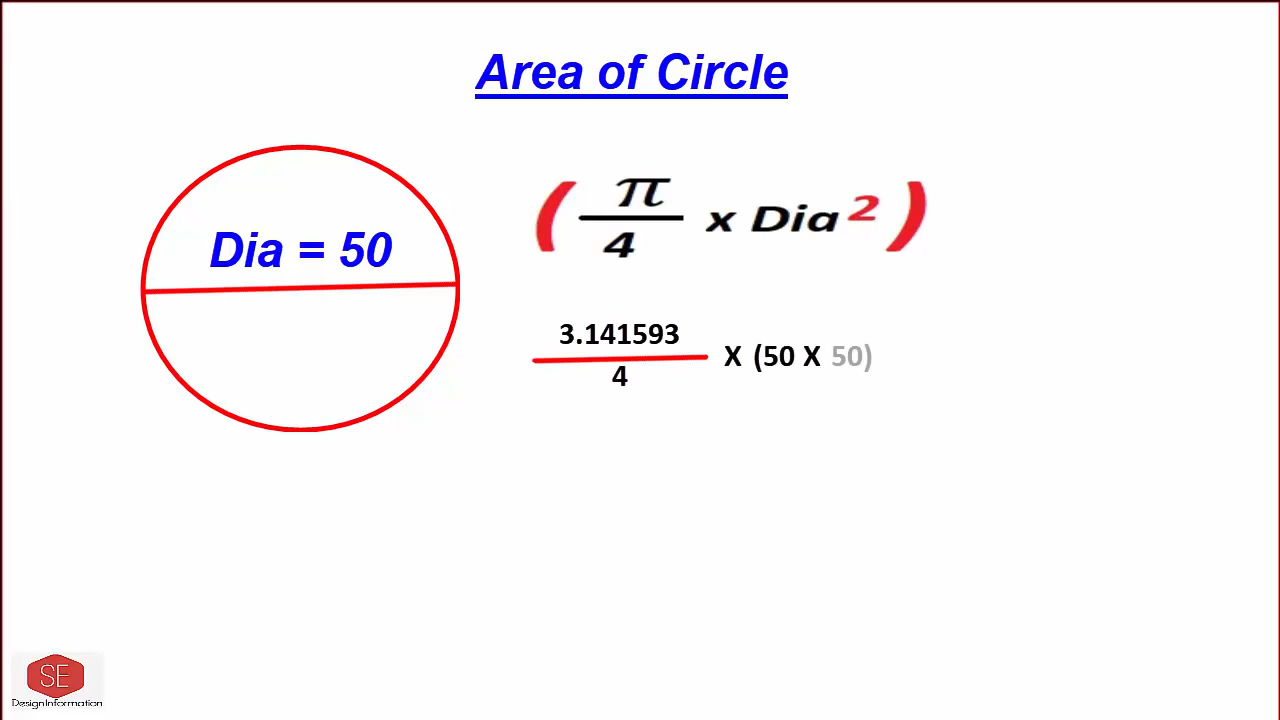 Area of Circle
Dia = 50
( π/4 x Dia² )
3.141593/4 X (50 X 50)
SE
DesignInformation